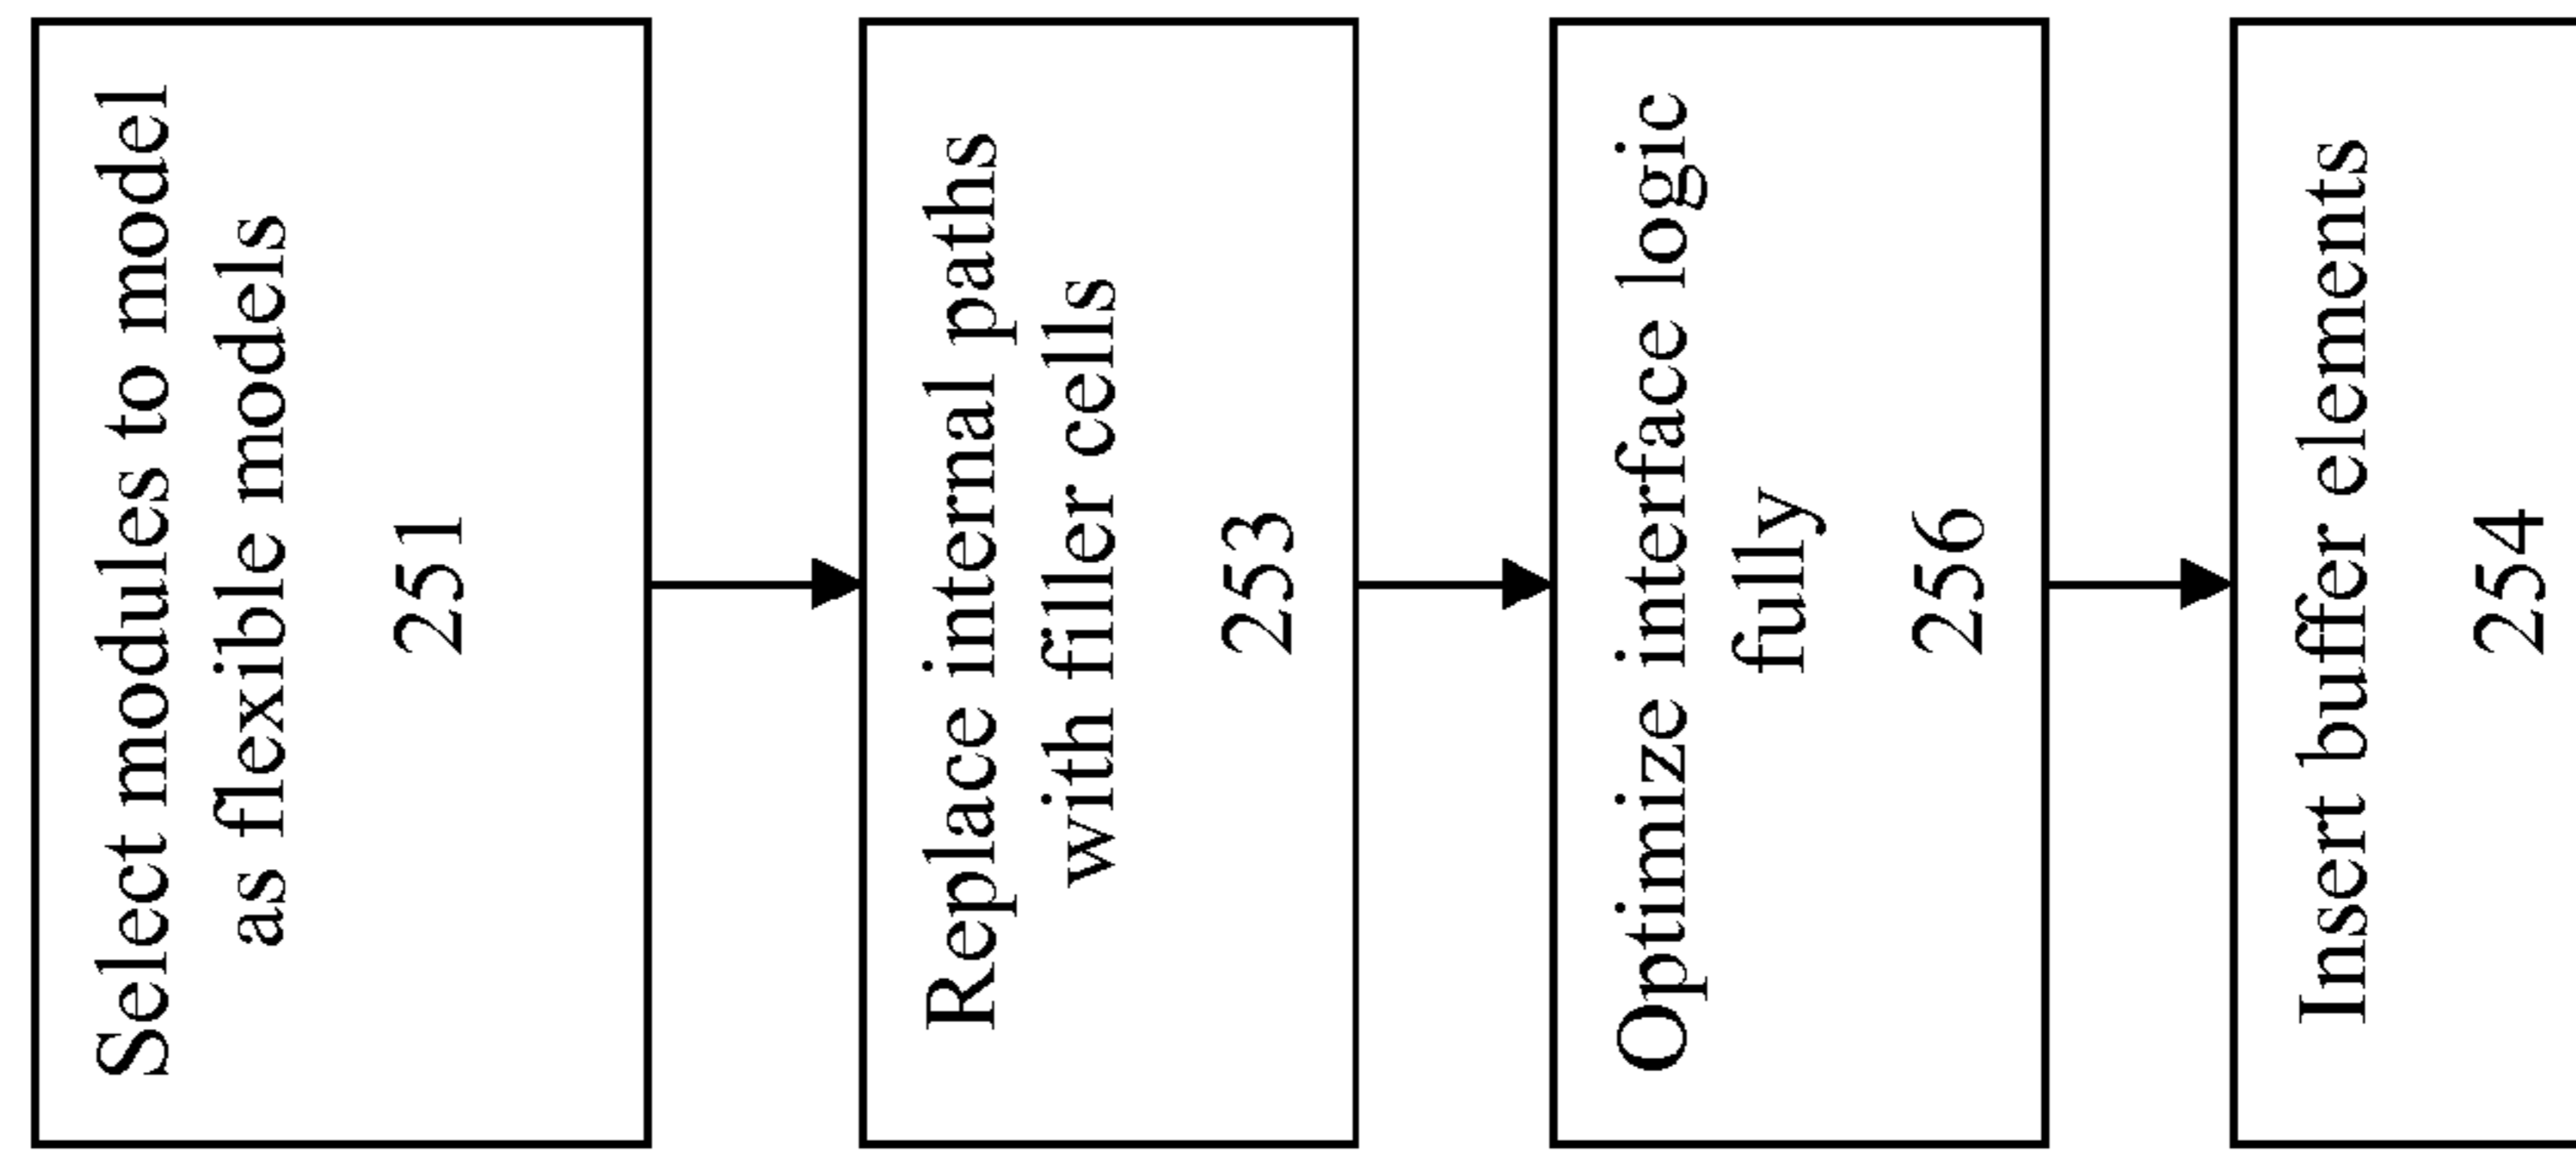 Select modules to model
as flexible models
251
Replace internal paths
with filler cells
253
Optimize interface logic
fully
256
Insert buffer elements
254